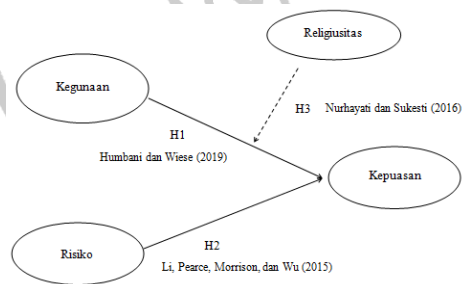 Religiusitas
Kegunaan
H3 Nurhayati dan Sukesti (2016)
H1
Humbani dan Wiese (2019)
Kepuasan
H2
Risiko
Li, Pearce, Morrison, dan Wu (2015)